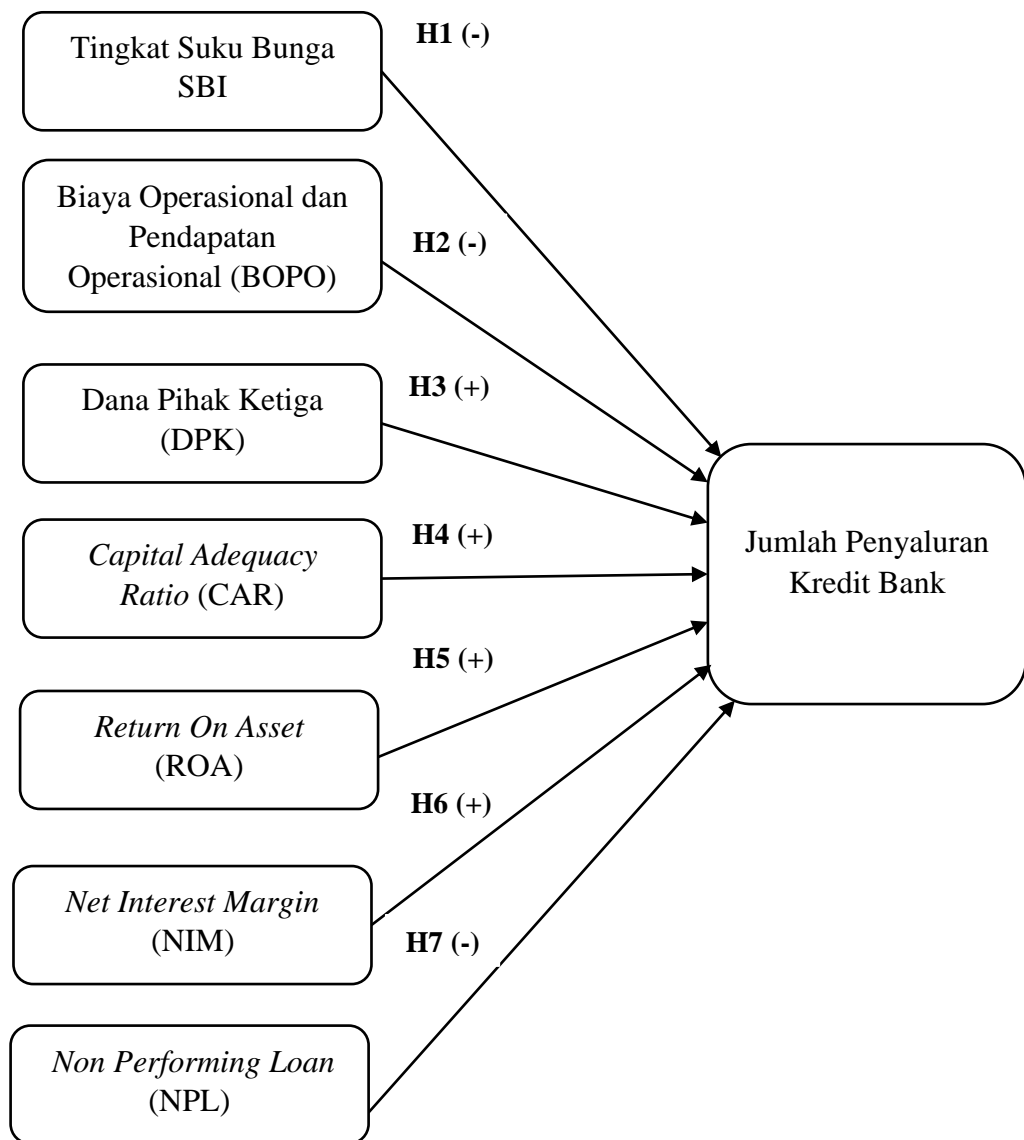 H1 (-)
Tingkat Suku Bunga
SBI
Biaya Operasional dan
Pendapatan
Operasional (BOPO)
H2 (-)
Dana Pihak Ketiga
(DPK)
H3 (+)
Capital Adequacy
Ratio (CAR)
H4 (+)
Jumlah Penyaluran
Kredit Bank
H5 (+)
Return On Asset
(ROA)
H6 (+)
Net Interest Margin
(NIM)
H7 (-)
Non Performing Loan
(NPL)